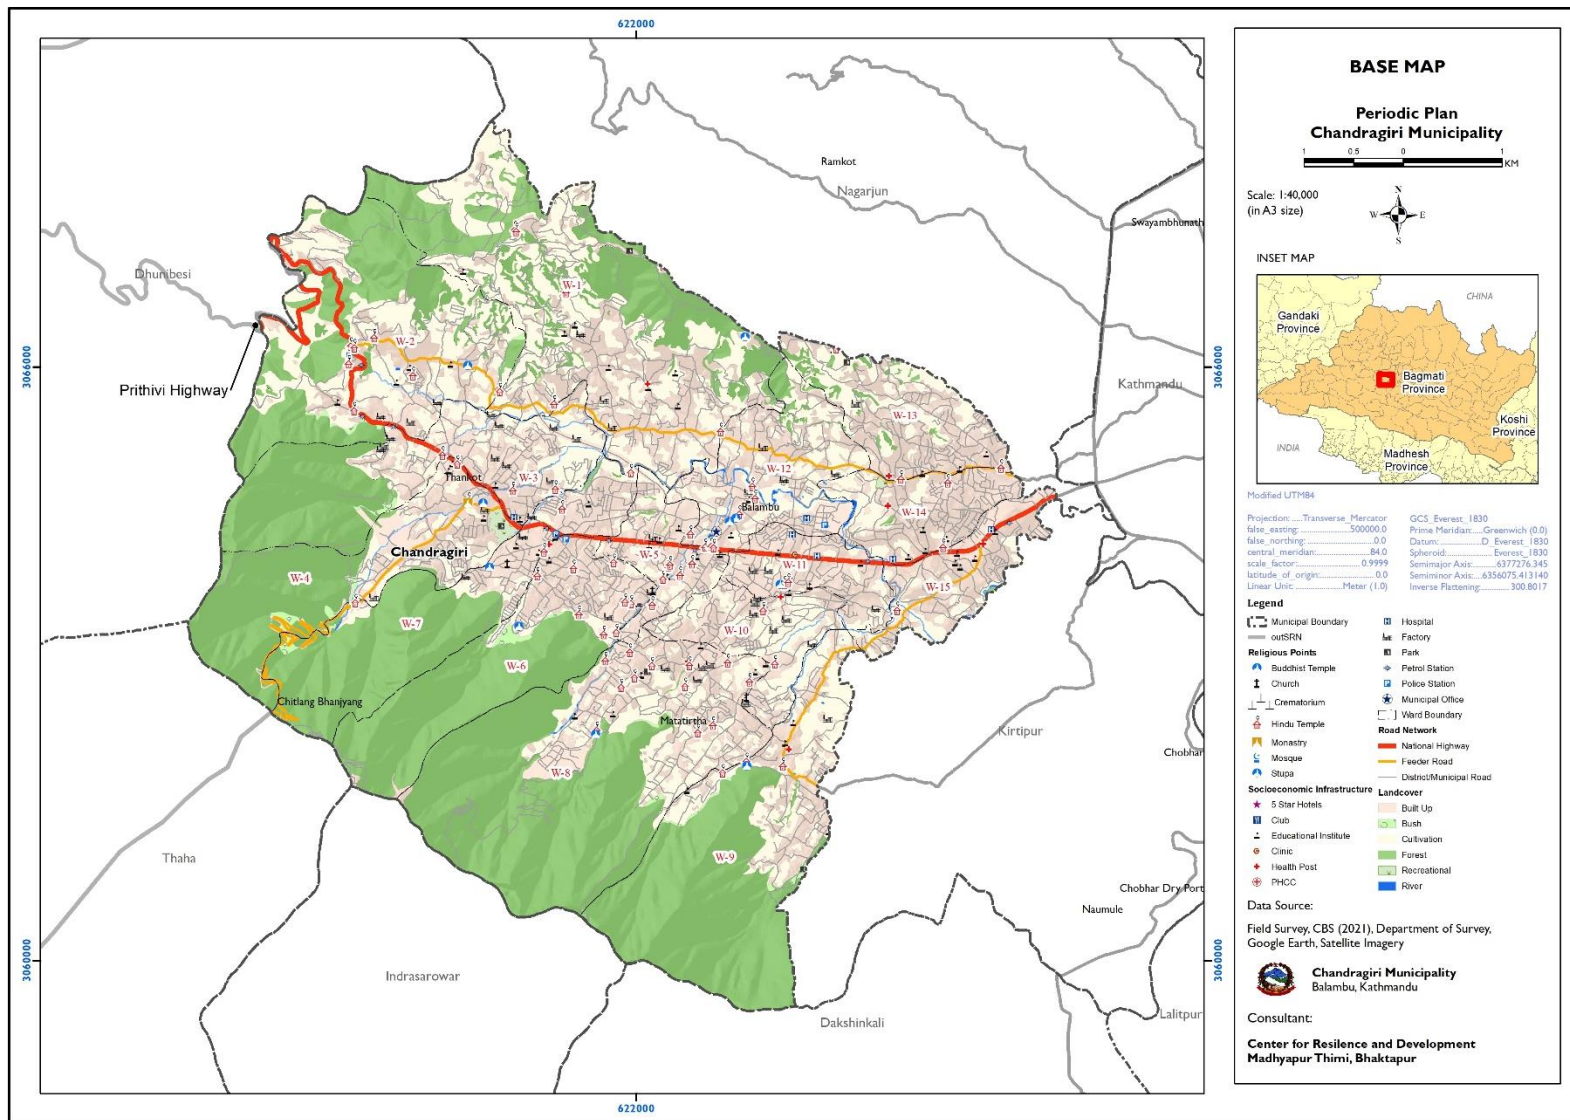 622000
3066000
3060000
3066000
3060000
622000
Ramkot
Nagarjun
Swayambhunath
Dhunibesi
W-1
W-2
Prithivi Highway
Kathmandu
W-13
W-12
Thankot
W-3
Balambu
W-14
Chandragiri
W-5
W-11
W-4
W-15
W-7
W-10
W-6
Chitlang Bhanjyang
Matatirtha
Kirtipur
Chobhar
W-8
Thaha
W-9
Chobhar Dry Port
Naumule
Indrasarowar
Dakshinkali
Lalitpur
BASE MAP
Periodic Plan
Chandragiri Municipality
1 0.5 0 1
KM
Scale: 1:40,000
(in A3 size)
N
W E
S
INSET MAP
CHINA
Gandaki
Province
Bagmati
Province
Koshi
Province
INDIA
Madhesh
Province
Modified UTM84
Projection:.....Transverse_Mercator
false_easting:.......................500000.0
false_northing:.........................0.0
central_meridian:.....................84.0
scale_factor:.........................0.9999
latitude_of_origin:.....................0.0
Linear Unit: ......................Meter (1.0)
GCS_Everest_1830
Prime Meridian:.....Greenwich (0.0)
Datum:....................D_Everest_1830
Spheroid:....................Everest_1830
Semimajor Axis:............6377276.345
Semiminor Axis:....6356075.413140
Inverse Flattening:.............300.8017
Legend
Municipal Boundary
outSRN
Religious Points
Buddhist Temple
Church
Crematorium
Hindu Temple
Monastry
Mosque
Stupa
Socioeconomic Infrastructure
5 Star Hotels
Club
Educational Institute
Clinic
Health Post
PHCC
Hospital
Factory
Park
Petrol Station
Police Station
Municipal Office
Ward Boundary
Road Network
National Highway
Feeder Road
District/Municipal Road
Landcover
Built Up
Bush
Cultivation
Forest
Recreational
River
Data Source:
Field Survey, CBS (2021), Department of Survey,
Google Earth, Satellite Imagery
Chandragiri Municipality
Balambu, Kathmandu
Consultant:
Center for Resilence and Development
Madhyapur Thimi, Bhaktapur